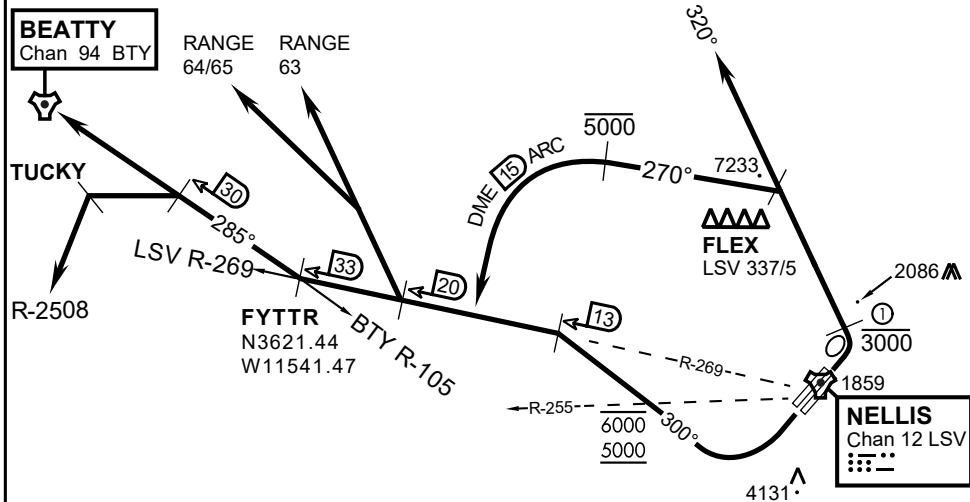 BEATTY
Chan 94 BTY
RANGE
64/65
RANGE
63
320°
5000
DME 15 ARC
270°
7233
TUCKY
30
285°
FLEX
LSV 337/5
LSV R-269
33
20
2086
R-2508
FYTTR
N3621.44
W11541.47
BTY R-105
13
1
3000
R-269
1859
R-255
6000
5000
300°
NELLIS
Chan 12 LSV
4131